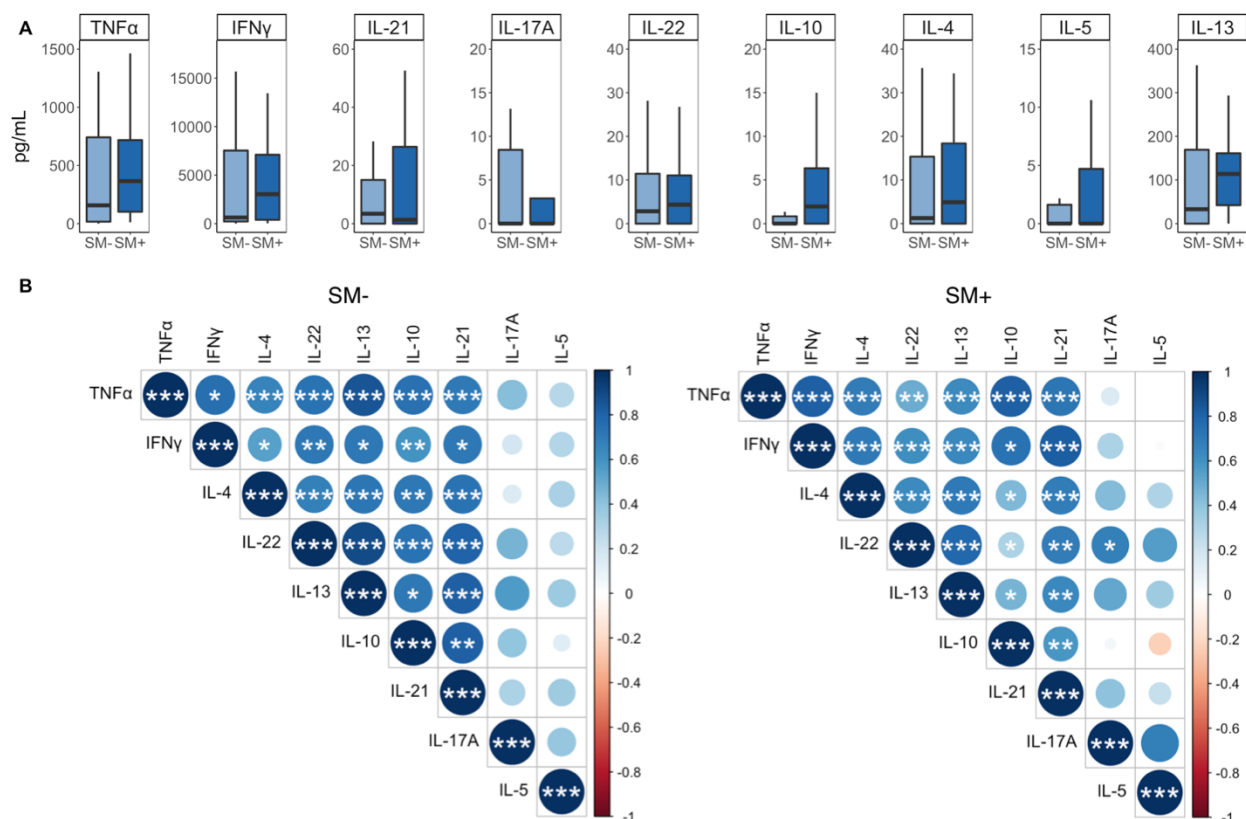 A
TNFα IFNγ IL-21 IL-17A IL-22 IL-10 IL-4 IL-5 IL-13
pg/mL
1500 1000 500 0
15000 10000 5000 0
60 40 20 0
20 15 10 5 0
40 30 20 10 0
20 15 10 5 0
40 30 20 10 0
15 10 5 0
400 300 200 100 0
SM- SM+ SM- SM+ SM- SM+ SM- SM+ SM- SM+ SM- SM+ SM- SM+ SM- SM+ SM- SM+
B
SM-
TNFα IFNγ IL-4 IL-22 IL-13 IL-10 IL-21 IL-17A IL-5
TNFα *** * *** *** *** *** ***
IFNγ *** * ** * ** *
IL-4 *** *** *** ** ***
IL-22 *** *** *** ***
IL-13 *** * ***
IL-10 *** **
IL-21 ***
IL-17A ***
IL-5 ***
1
0.8
0.6
0.4
0.2
0
-0.2
-0.4
-0.6
-0.8
-1
SM+
TNFα IFNγ IL-4 IL-22 IL-13 IL-10 IL-21 IL-17A IL-5
TNFα *** *** *** ** *** *** ***
IFNγ *** *** *** *** * ***
IL-4 *** *** *** * ***
IL-22 *** *** * ** *
IL-13 *** * **
IL-10 *** **
IL-21 ***
IL-17A ***
IL-5 ***
1
0.8
0.6
0.4
0.2
0
-0.2
-0.4
-0.6
-0.8
-1